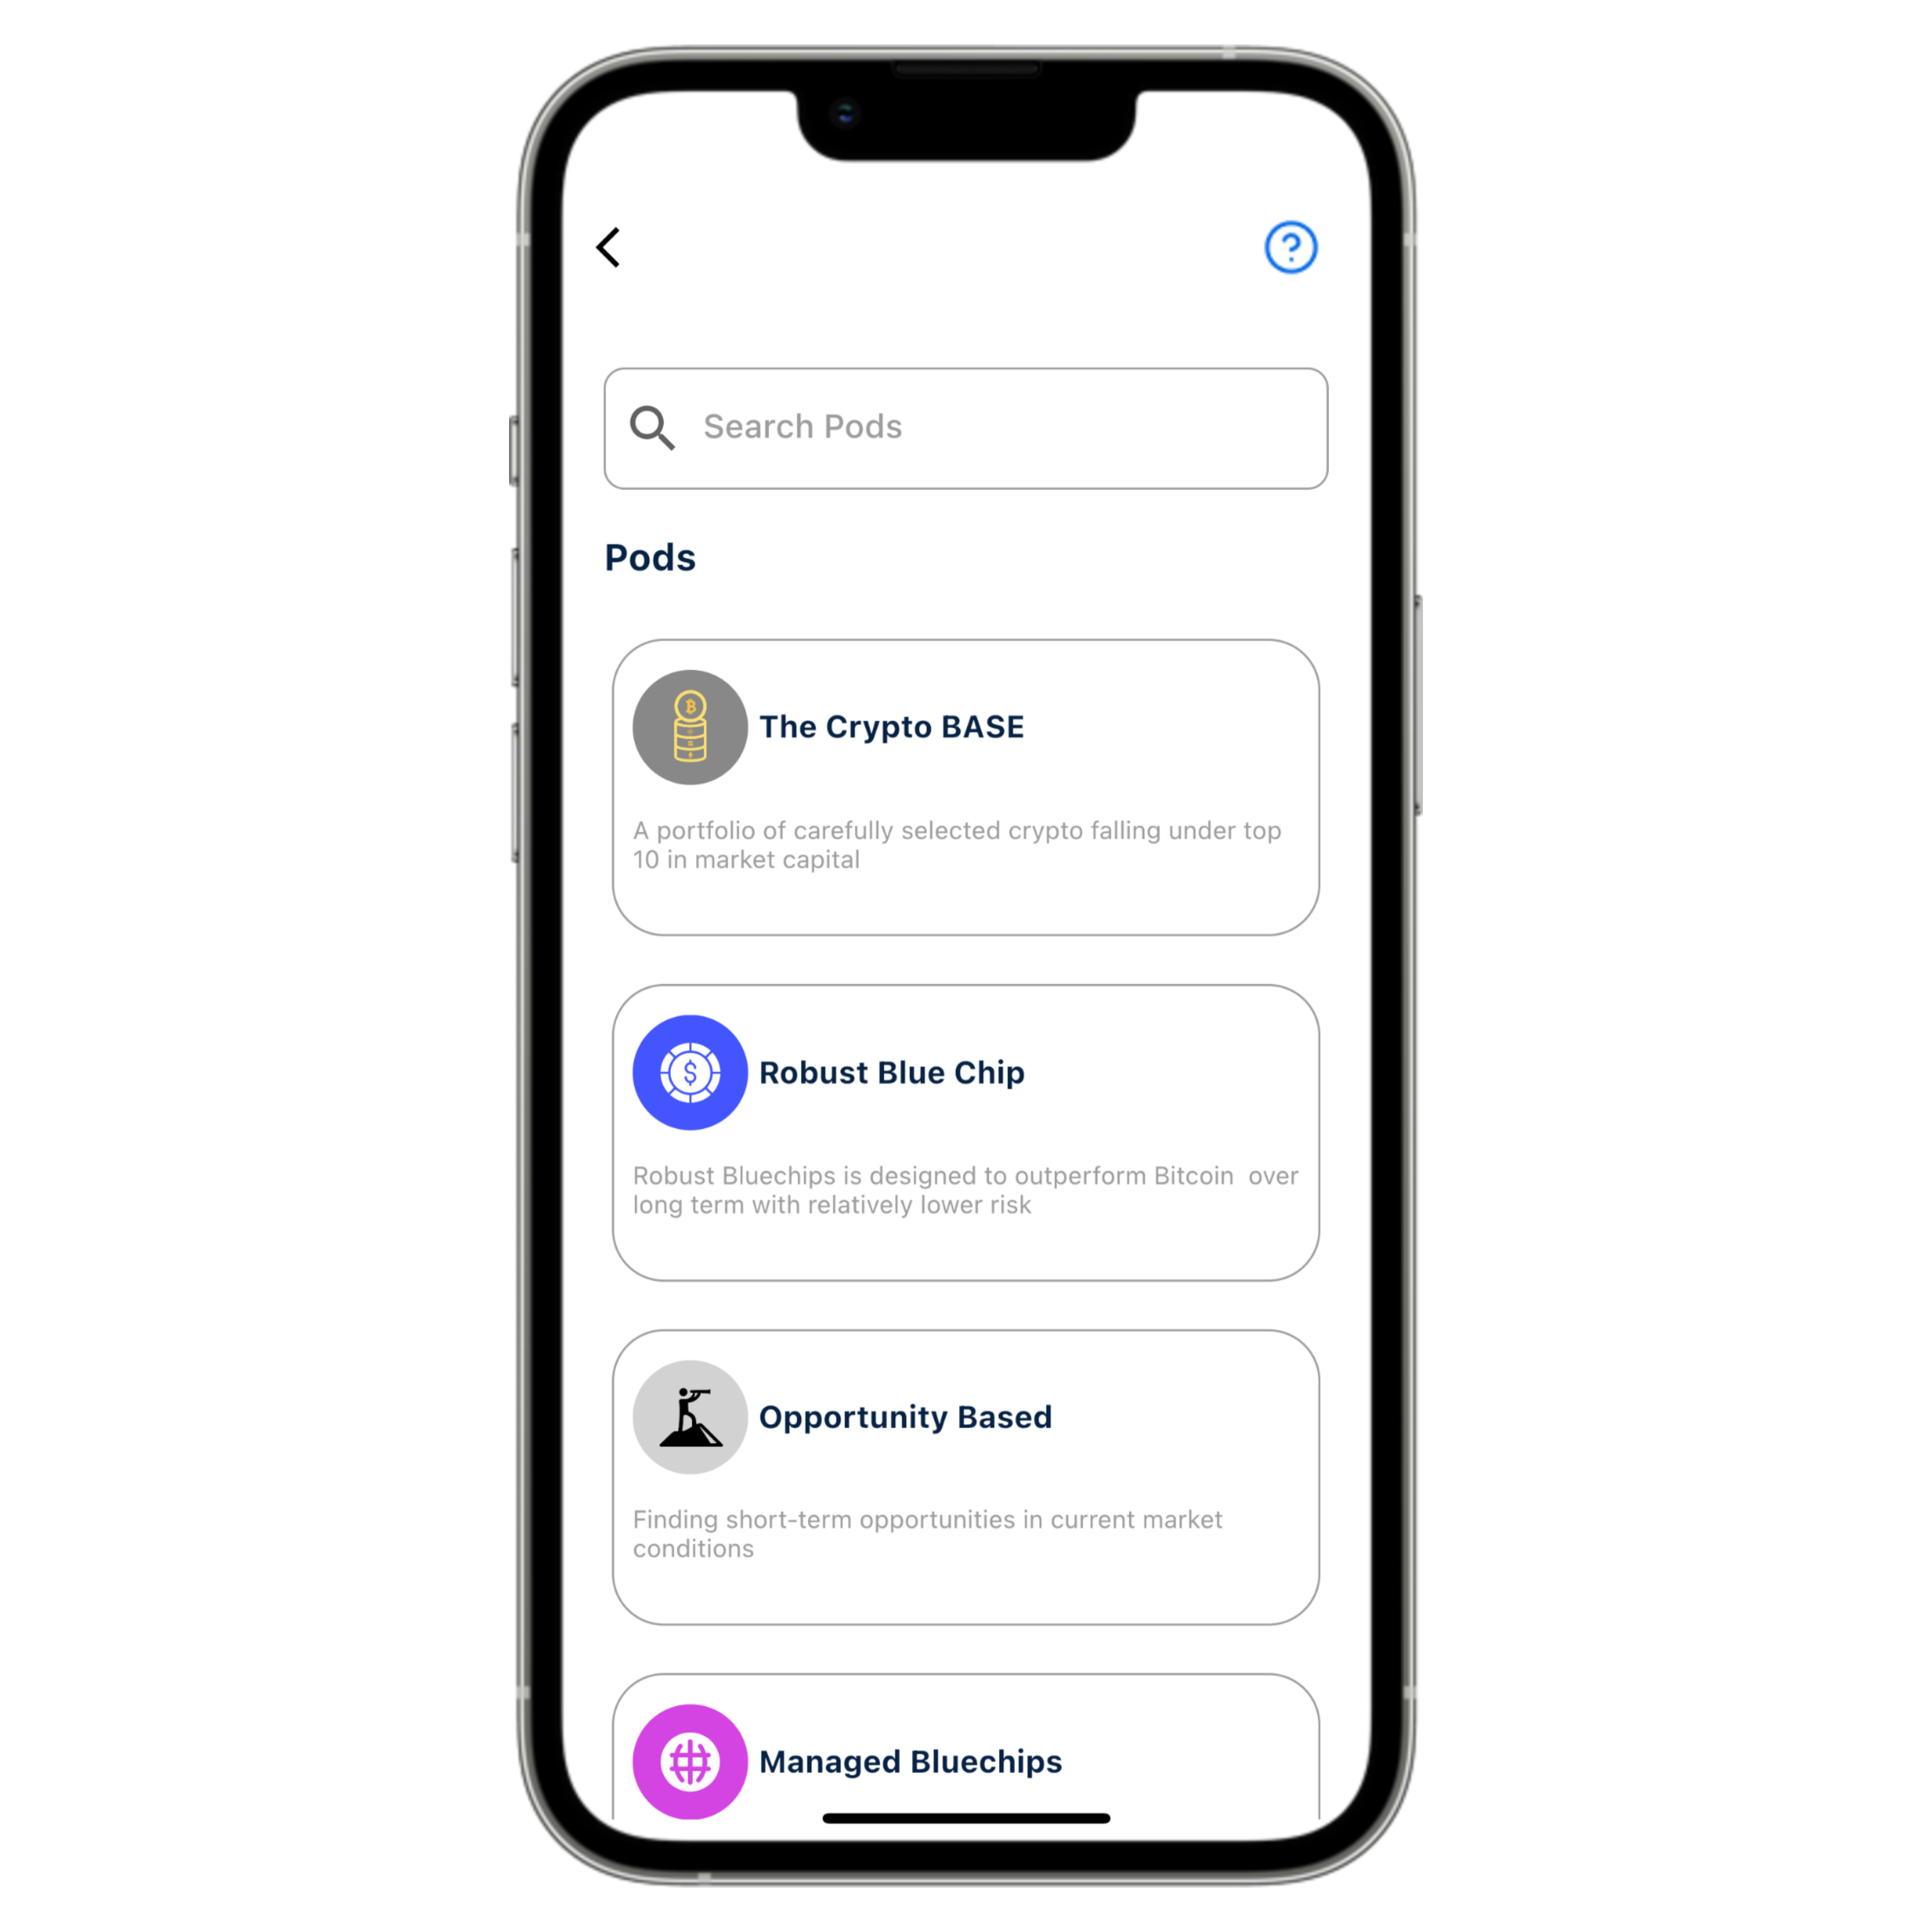 Search Pods
Pods
The Crypto BASE
A portfolio of carefully selected crypto falling under top
10 in market capital
Robust Blue Chip
Robust Bluechips is designed to outperform Bitcoin  over
long term with relatively lower risk
Opportunity Based
Finding short-term opportunities in current market
conditions
Managed Bluechips